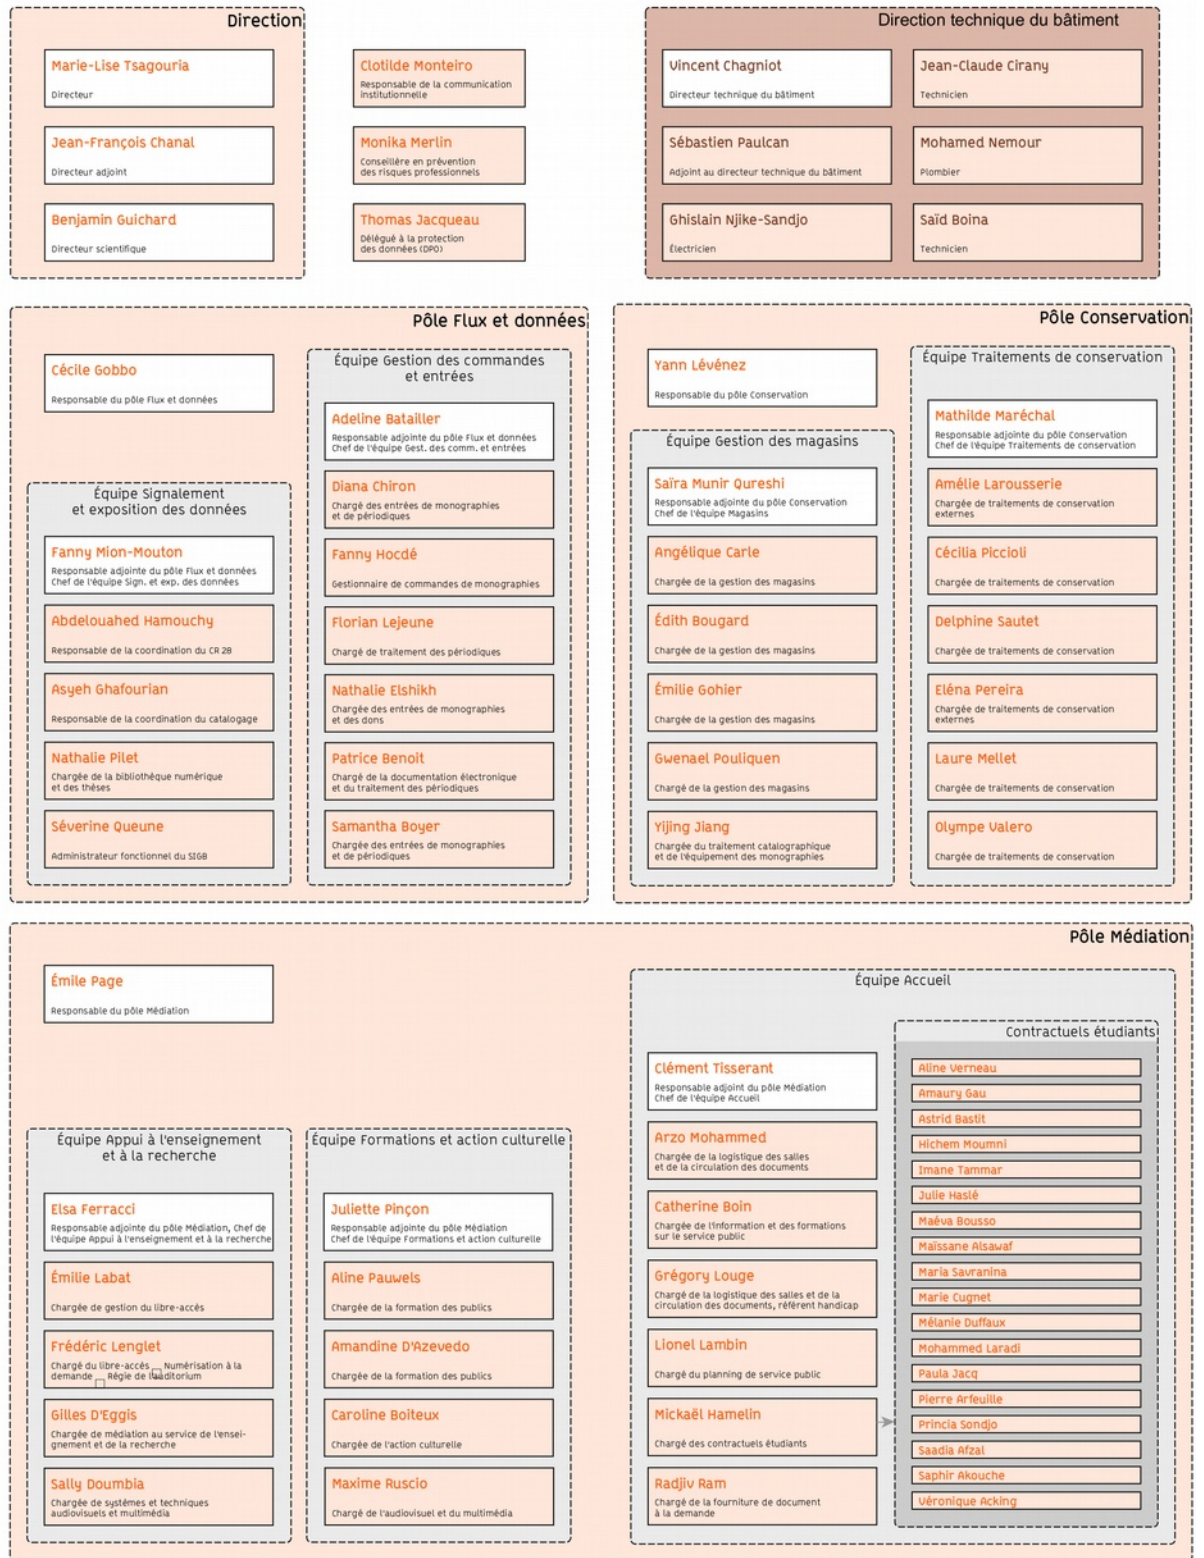 Direction
Marie-Lise Tsagouria
Directeur
Jean-François Chanal
Directeur adjoint
Benjamin Guichard
Directeur scientifique
Clotilde Monteiro
Responsable de la communication
institutionnelle
Monika Merlin
Conseillère en prévention
des risques professionnels
Thomas Jacqueau
Délégué à la protection
des données (DPO)
Direction technique du bâtiment
Vincent Chagniot
Directeur technique du bâtiment
Sébastien Paulcan
Adjoint au directeur technique du bâtiment
Ghislain Njike-Sandjo
Électricien
Jean-Claude Cirany
Technicien
Mohamed Nemour
Plombier
Saïd Boina
Technicien
Pôle Flux et données
Cécile Gobbo
Responsable du pôle Flux et données
Équipe Signalement
et exposition des données
Fanny Mion-Mouton
Responsable adjointe du pôle Flux et données
Chef de l'équipe Sign. et exp. des données
Abdelouahed Hamouchy
Responsable de la coordination du CR 28
Asyeh Ghafourian
Responsable de la coordination du catalogage
Nathalie Pilet
Chargée de la bibliothèque numérique
et des thèses
Séverine Queune
Administrateur fonctionnel du SIGB
Équipe Gestion des commandes
et entrées
Adeline Batailler
Responsable adjointe du pôle Flux et données
Chef de l'équipe Gest. des comm. et entrées
Diana Chiron
Chargé des entrées de monographies
et de périodiques
Fanny Hocdé
Gestionnaire de commandes de monographies
Florian Lejeune
Chargé de traitement des périodiques
Nathalie Elshikh
Chargée des entrées de monographies
et des dons
Patrice Benoit
Chargé de la documentation électronique
et du traitement des périodiques
Samantha Boyer
Chargée des entrées de monographies
et de périodiques
Pôle Conservation
Yann Lévénez
Responsable du pôle Conservation
Équipe Gestion des magasins
Saïra Munir Qureshi
Responsable adjointe du pôle Conservation
Chef de l'équipe Magasins
Angélique Carle
Chargée de la gestion des magasins
Édith Bougard
Chargée de la gestion des magasins
Émilie Gohier
Chargée de la gestion des magasins
Gwenael Pouliquen
Chargé de la gestion des magasins
Yijing Jiang
Chargée du traitement catalographique
et de l'équipement des monographies
Équipe Traitements de conservation
Mathilde Maréchal
Responsable adjointe du pôle Conservation
Chef de l'équipe Traitements de conservation
Amélie Larousserie
Chargée de traitements de conservation
externes
Cécilia Piccioli
Chargée de traitements de conservation
Delphine Sautet
Chargée de traitements de conservation
Eléna Pereira
Chargée de traitements de conservation
externes
Laure Mellet
Chargée de traitements de conservation
Olympe Valero
Chargée de traitements de conservation
Pôle Médiation
Émile Page
Responsable du pôle Médiation
Équipe Appui à l'enseignement
et à la recherche
Elsa Ferracci
Responsable adjointe du pôle Médiation, Chef de
l'équipe Appui à l'enseignement et à la recherche
Émilie Labat
Chargée de gestion du libre-accès
Frédéric Lenglet
Chargé du libre-accès Numérisation à la
demande Régie de l'auditorium
Gilles D'Eggis
Chargée de médiation au service de l'ensei-
gnement et de la recherche
Sally Doumbia
Chargée de systèmes et techniques
audiovisuels et multimédia
Équipe Formations et action culturelle
Juliette Pinçon
Responsable adjointe du pôle Médiation
Chef de l'équipe Formations et action culturelle
Aline Pauwels
Chargée de la formation des publics
Amandine D'Azevedo
Chargée de la formation des publics
Caroline Boiteux
Chargée de l'action culturelle
Maxime Ruscio
Chargé de l'audiovisuel et du multimédia
Équipe Accueil
Clément Tisserant
Responsable adjoint du pôle Médiation
Chef de l'équipe Accueil
Arzo Mohammed
Chargée de la logistique des salles
et de la circulation des documents
Catherine Boin
Chargée de l'information et des formations
sur le service public
Grégory Louge
Chargé de la logistique des salles et de la
circulation des documents, référent handicap
Lionel Lambin
Chargé du planning de service public
Mickaël Hamelin
Chargé des contractuels étudiants
Radjiv Ram
Chargé de la fourniture de document
à la demande
Contractuels étudiants
Aline Verneau
Amaury Gau
Astrid Bastit
Hichem Moumni
Imane Tammar
Julie Haslé
Maéva Bousso
Maïssane Alsawaf
Maria Savranina
Marie Cugnet
Mélanie Duffaux
Mohammed Laradi
Paula Jacq
Pierre Arfeuille
Princia Sondjo
Saadia Afzal
Saphir Akouche
Véronique Acking